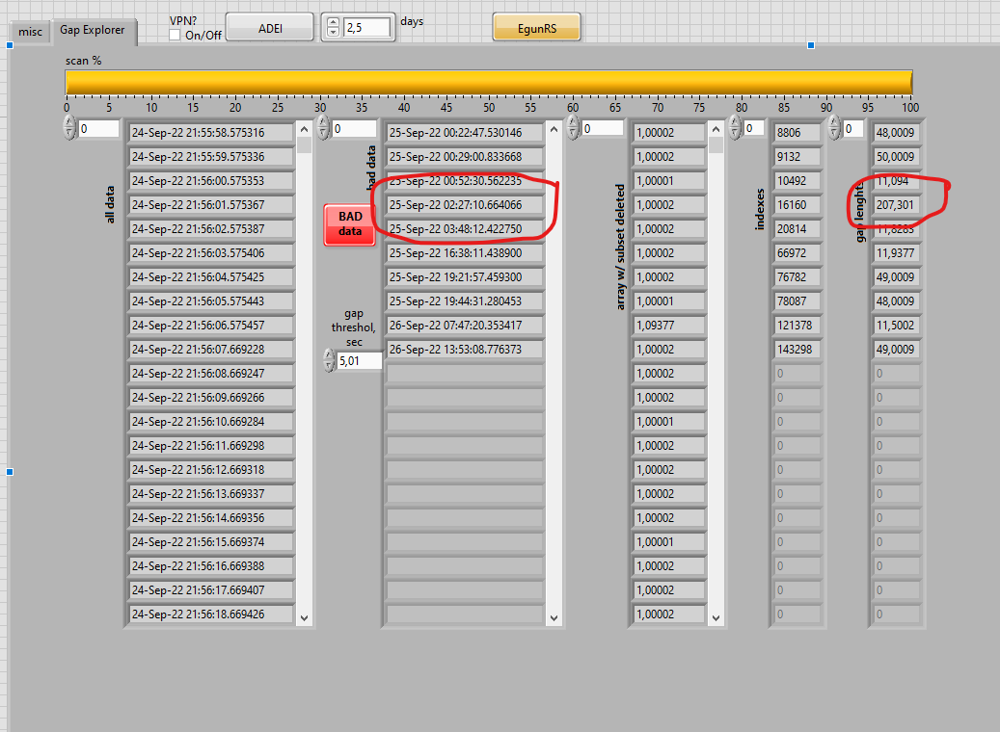 misc
Gap Explorer
VPN?
On/Off
ADEI
2,5
days
EgunRS
scan %
0 5 10 15 20 25 30 35 40 45 50 55 60 65 70 75 80 85 90 95 100
0 0 0 0 0
all data
24-Sep-22 21:55:58.575316
24-Sep-22 21:55:59.575336
24-Sep-22 21:56:00.575353
24-Sep-22 21:56:01.575367
24-Sep-22 21:56:02.575387
24-Sep-22 21:56:03.575406
24-Sep-22 21:56:04.575425
24-Sep-22 21:56:05.575443
24-Sep-22 21:56:06.575457
24-Sep-22 21:56:07.669228
24-Sep-22 21:56:08.669247
24-Sep-22 21:56:09.669266
24-Sep-22 21:56:10.669284
24-Sep-22 21:56:11.669298
24-Sep-22 21:56:12.669318
24-Sep-22 21:56:13.669337
24-Sep-22 21:56:14.669356
24-Sep-22 21:56:15.669374
24-Sep-22 21:56:16.669388
24-Sep-22 21:56:17.669407
24-Sep-22 21:56:18.669426
bad data
BAD
data
gap
threshol,
sec
5,01
25-Sep-22 00:22:47.530146
25-Sep-22 00:29:00.833668
25-Sep-22 00:52:30.562235
25-Sep-22 02:27:10.664066
25-Sep-22 03:48:12.422750
25-Sep-22 16:38:11.438900
25-Sep-22 19:21:57.459300
25-Sep-22 19:44:31.280453
26-Sep-22 07:47:20.353417
26-Sep-22 13:53:08.776373
array w/ subset deleted
1,00002
1,00002
1,00001
1,00002
1,00002
1,00002
1,00002
1,00001
1,09377
1,00002
1,00002
1,00002
1,00001
1,00002
1,00002
1,00002
1,00002
1,00001
1,00002
1,00002
1,00002
indexes
8806
9132
10492
16160
20814
66972
76782
78087
121378
143298
0
0
0
0
0
0
0
0
0
0
0
gap lenghts
48,0009
50,0009
11,094
207,301
11,8283
11,9377
49,0009
48,0009
11,5002
49,0009
0
0
0
0
0
0
0
0
0
0
0